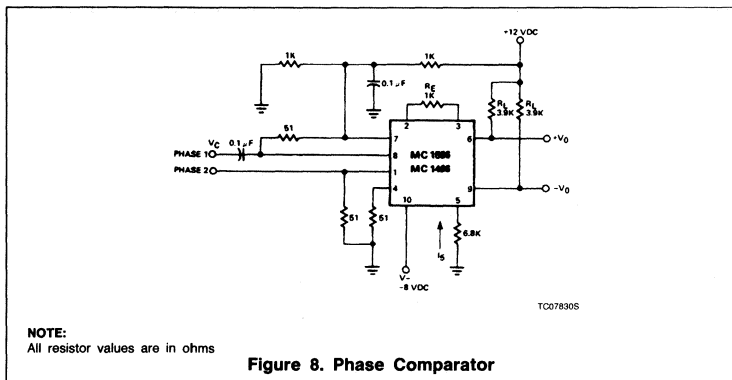 +12 VDC
1K
1K
0.1 μF
RE
1K
RL
3.9K
RL
3.9K
2
3
VC
0.1 μF
51
7
6
+VO
PHASE 1
8
MC 1596
MC 1496
PHASE 2
1
4
9
-VO
10
5
51
51
I5
6.8K
V-
-8 VDC
TC07830S
NOTE:
All resistor values are in ohms
Figure 8. Phase Comparator